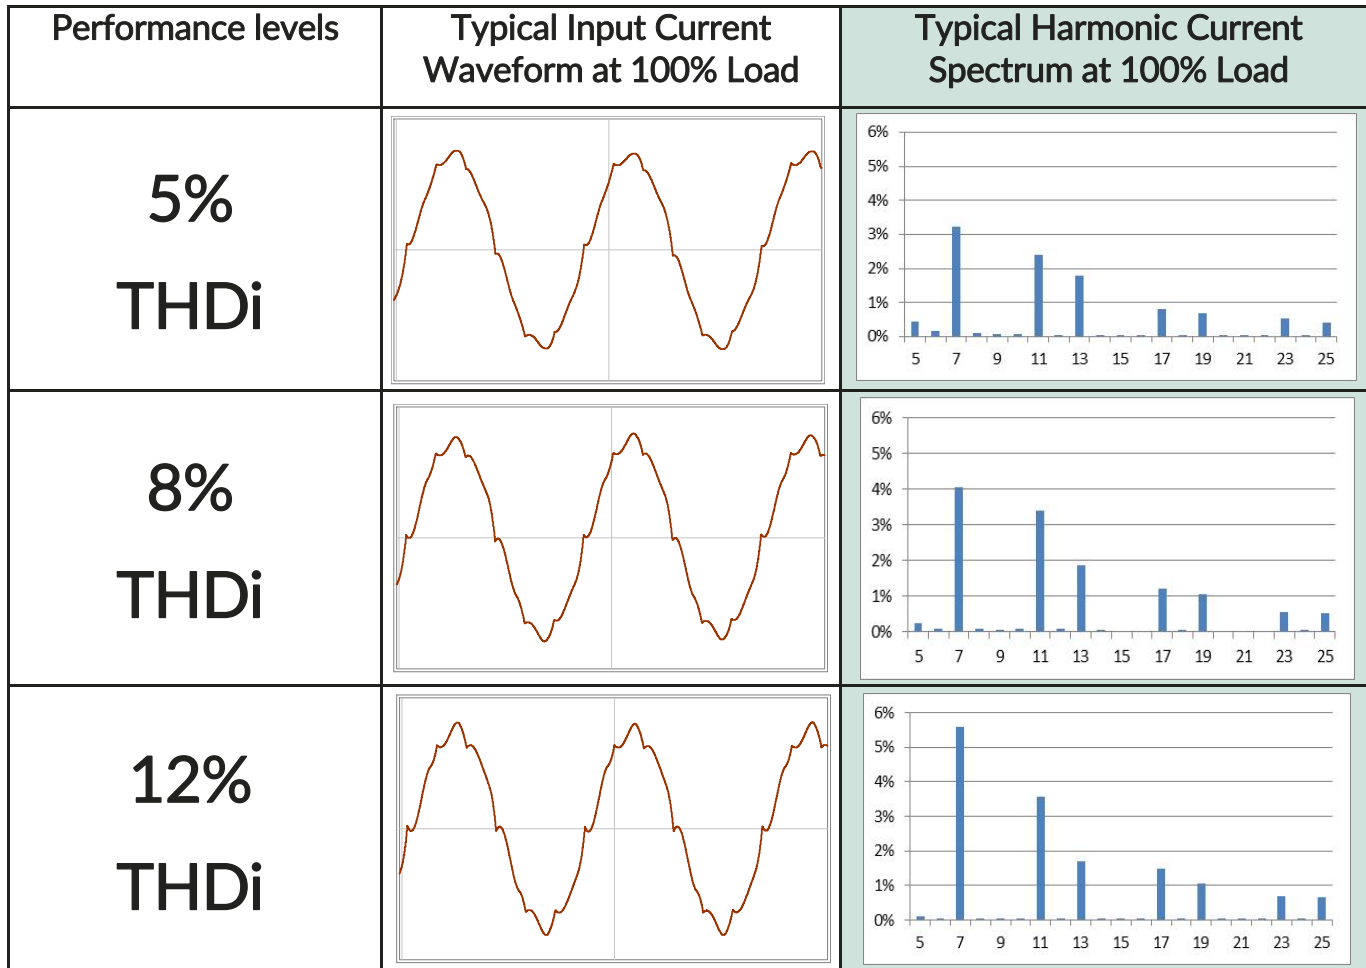 Performance levels
Typical Input Current
Waveform at 100% Load
Typical Harmonic Current
Spectrum at 100% Load
5%
THDi
6%
5%
4%
3%
2%
1%
0%
5 7 9 11 13 15 17 19 21 23 25
8%
THDi
6%
5%
4%
3%
2%
1%
0%
5 7 9 11 13 15 17 19 21 23 25
12%
THDi
6%
5%
4%
3%
2%
1%
0%
5 7 9 11 13 15 17 19 21 23 25